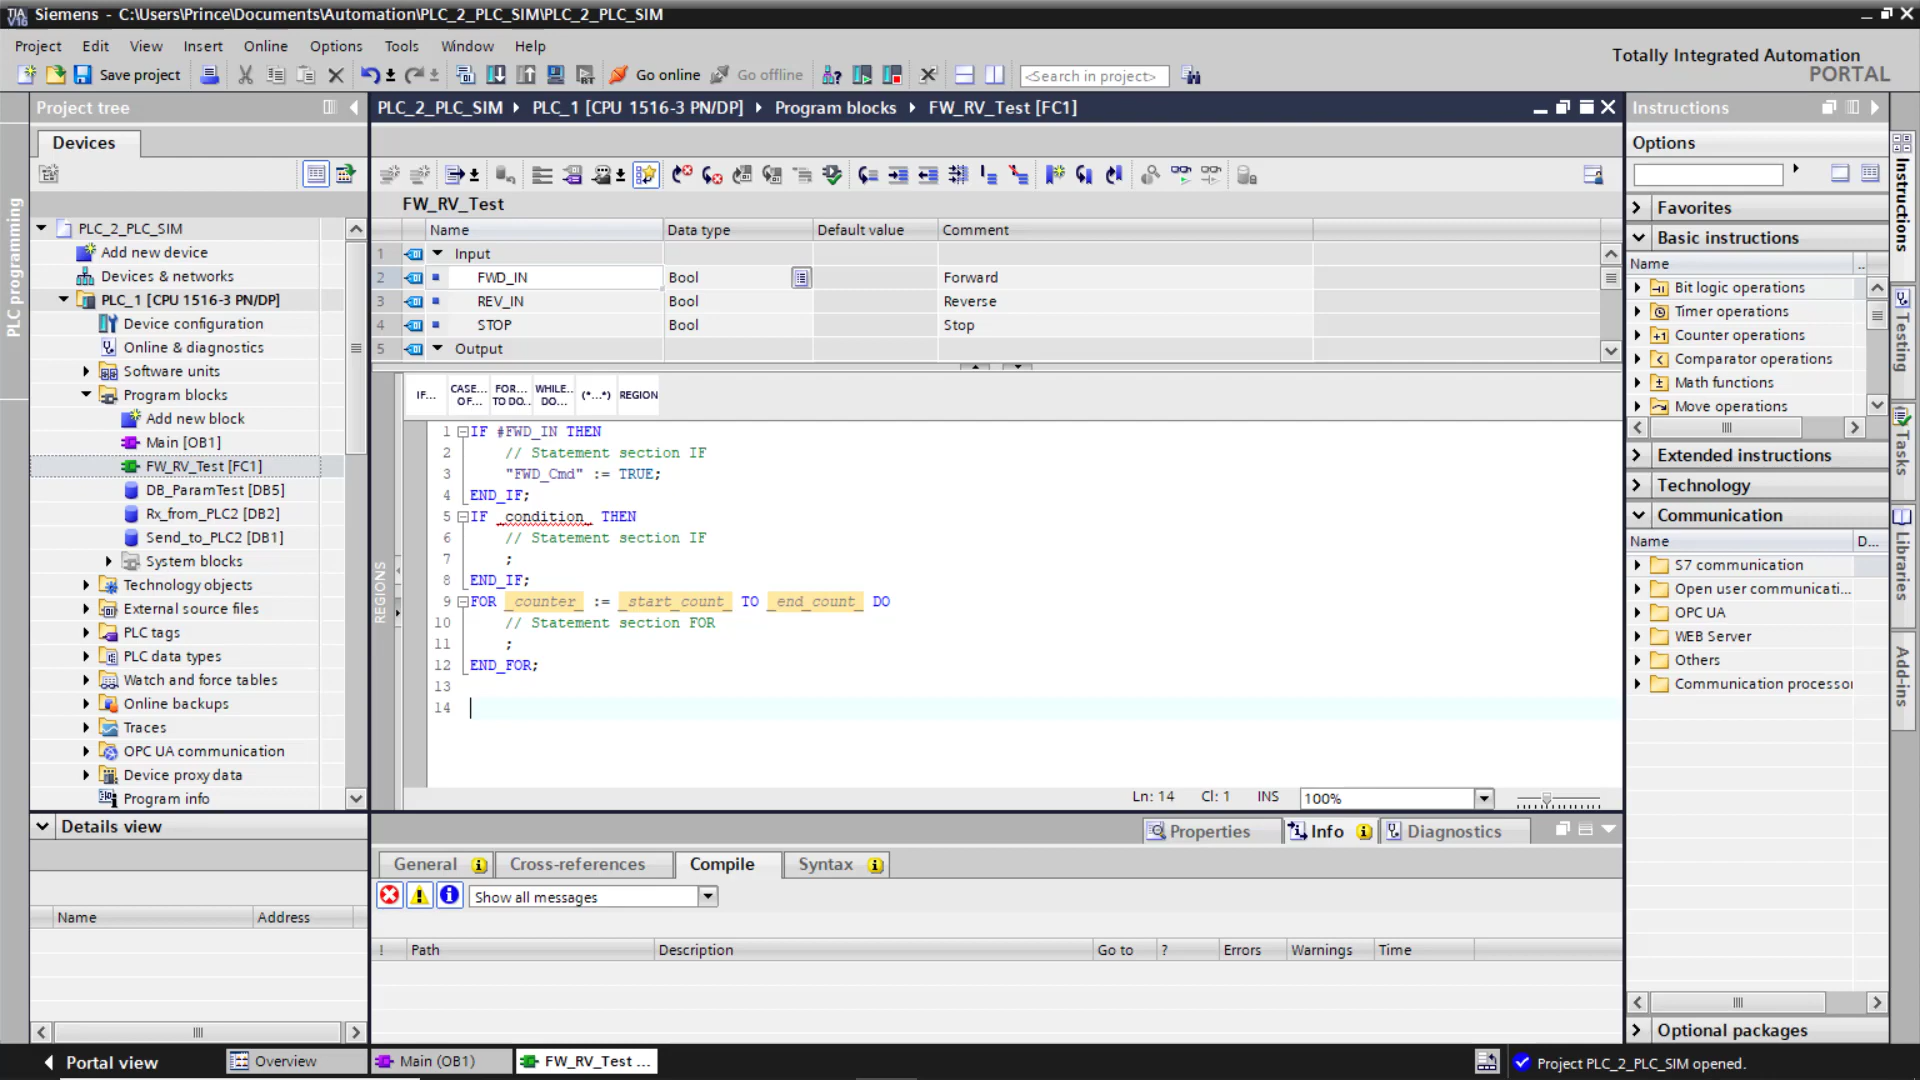 Siemens - C:\Users\Prince\Documents\Automation\PLC_2_PLC_SIM\PLC_2_PLC_SIM
Project Edit View Insert Online Options Tools Window Help
Totally Integrated Automation
PORTAL
Save project
Go online
Go offline
<Search in project>
Project tree
PLC_2_PLC_SIM PLC_1 [CPU 1516-3 PN/DP] Program blocks FW_RV_Test [FC1]
Instructions
Devices
Options
PLC programming
FW_RV_Test
Name Data type Default value Comment
1 Input
2 FWD_IN Bool Forward
3 REV_IN Bool Reverse
4 STOP Bool Stop
5 Output
PLC_2_PLC_SIM
Add new device
Devices & networks
PLC_1 [CPU 1516-3 PN/DP]
Device configuration
Online & diagnostics
Software units
Program blocks
Add new block
Main [OB1]
FW_RV_Test [FC1]
DB_ParamTest [DB5]
Rx_from_PLC2 [DB2]
Send_to_PLC2 [DB1]
System blocks
Technology objects
External source files
PLC tags
PLC data types
Watch and force tables
Online backups
Traces
OPC UA communication
Device proxy data
Program info
IF... CASE... OF... FOR... TO DO.. WHILE.. DO... (*...*) REGION
REGIONS
1 IF #FWD_IN THEN
2 // Statement section IF
3 "FWD_Cmd" := TRUE;
4 END_IF;
5 IF _condition_ THEN
6 // Statement section IF
7 ;
8 END_IF;
9 FOR _counter_ := _start_count_ TO _end_count_ DO
10 // Statement section FOR
11 ;
12 END_FOR;
13
14
Ln: 14 Cl: 1 INS 100%
Favorites
Basic instructions
Name ..
Bit logic operations
Timer operations
Counter operations
Comparator operations
Math functions
Move operations
Extended instructions
Technology
Communication
Name D...
S7 communication
Open user communicati...
OPC UA
WEB Server
Others
Communication processor
Optional packages
Instructions
Testing
Tasks
Libraries
Add-ins
Details view
Name Address
Properties Info Diagnostics
General Cross-references Compile Syntax
Show all messages
! Path Description Go to ? Errors Warnings Time
Portal view Overview Main (OB1) FW_RV_Test ...
Project PLC_2_PLC_SIM opened.